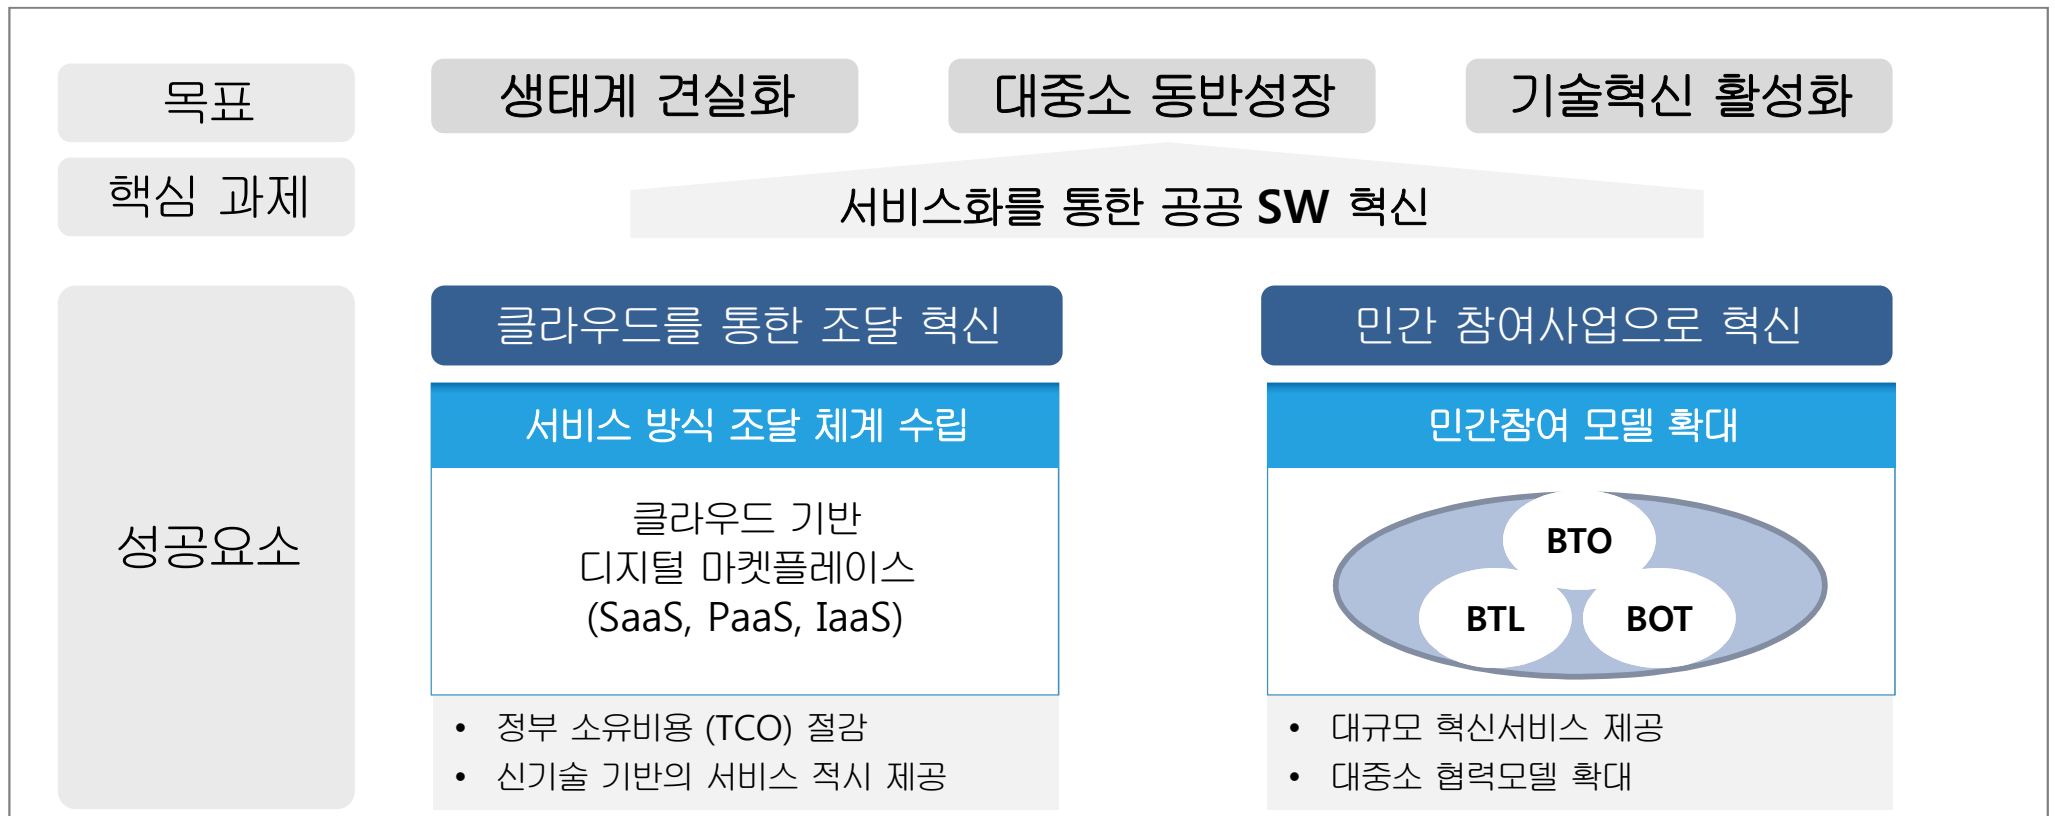 목표
생태계 견실화
대중소 동반성장
기술혁신 활성화
핵심 과제
서비스화를 통한 공공 SW 혁신
성공요소
클라우드를 통한 조달 혁신
서비스 방식 조달 체계 수립
클라우드 기반
디지털 마켓플레이스
(SaaS, PaaS, IaaS)
• 정부 소유비용 (TCO) 절감
• 신기술 기반의 서비스 적시 제공
민간 참여사업으로 혁신
민간참여 모델 확대
BTO
BTL
BOT
• 대규모 혁신서비스 제공
• 대중소 협력모델 확대